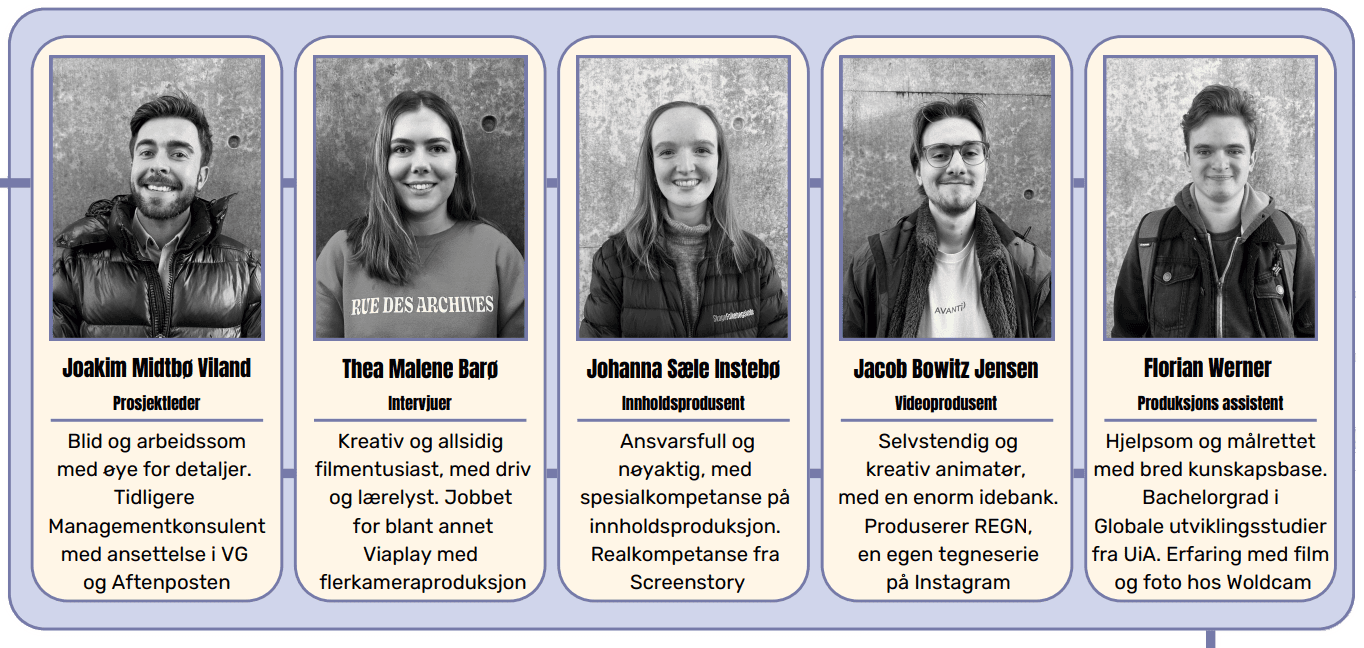 RUE DES ARCHIVES
AVANTI?
Joakim Midtbø Viland
Prosjektleder
Blid og arbeidssom
med øye for detaljer.
Tidligere
Managementkonsulent
med ansettelse i VG
og Aftenposten
Thea Malene Barø
Intervjuer
Kreativ og allsidig
filmentusiast, med driv
og lærelyst. Jobbet
for blant annet
Viaplay med
flerkameraproduksjon
Johanna Sæle Instebø
Innholdsprodusent
Ansvarsfull og
nøyaktig, med
spesialkompetanse på
innholdsproduksjon.
Realkompetanse fra
Screenstory
Jacob Bowitz Jensen
Videoprodusent
Selvstendig og
kreativ animatør,
med en enorm idebank.
Produserer REGN,
en egen tegneserie
på Instagram
Florian Werner
Produksjons assistent
Hjelpsom og målrettet
med bred kunskapsbase.
Bachelorgrad i
Globale utviklingsstudier
fra UiA. Erfaring med film
og foto hos Woldcam